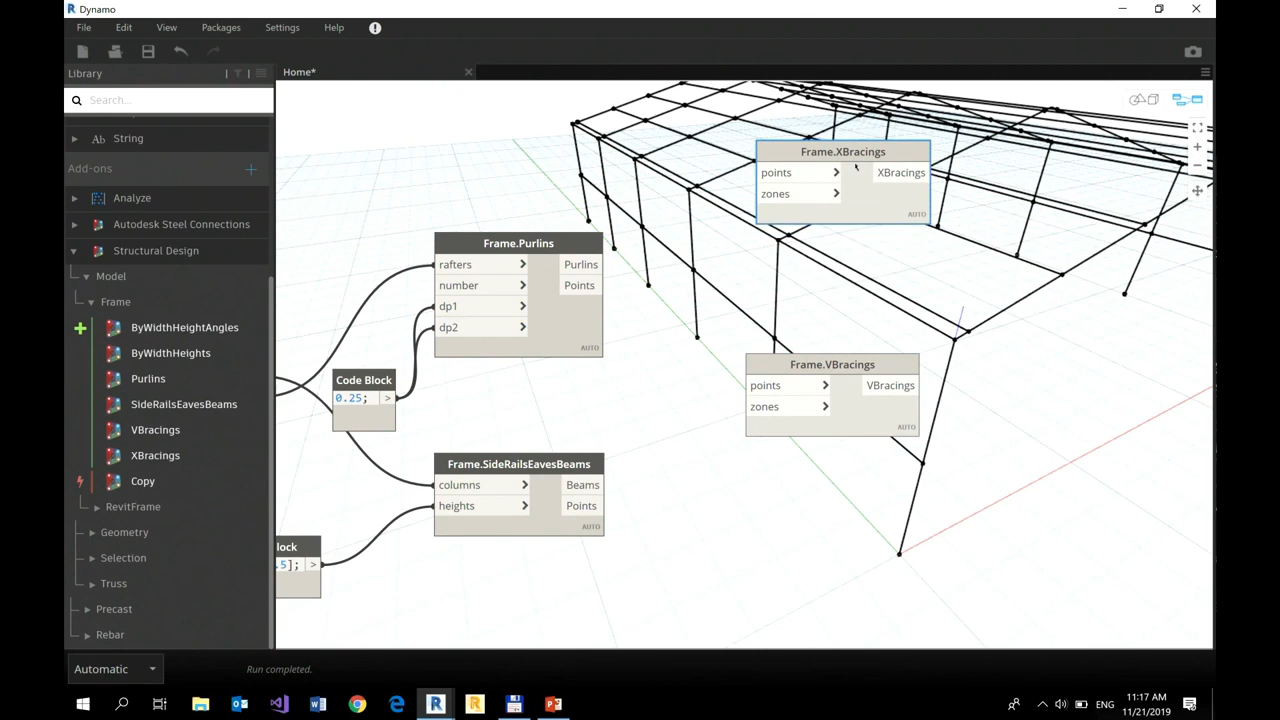 Dynamo
File Edit View Packages Settings Help
Library
Home*
Search...
Ab String
Add-ons
Analyze
Autodesk Steel Connections
Structural Design
Model
Frame
ByWidthHeightAngles
ByWidthHeights
Purlins
SideRailsEavesBeams
VBracings
XBracings
Copy
RevitFrame
Geometry
Selection
Truss
Precast
Rebar
Frame.XBracings
points > XBracings
zones >
AUTO
Frame.Purlins
rafters > Purlins
number > Points
dp1 >
dp2 >
AUTO
Code Block
0.25; >
Frame.VBracings
points > VBracings
zones >
AUTO
Frame.SideRailsEavesBeams
columns > Beams
heights > Points
AUTO
lock
.5]; >
Automatic
Run completed.
ENG
11:17 AM
11/21/2019